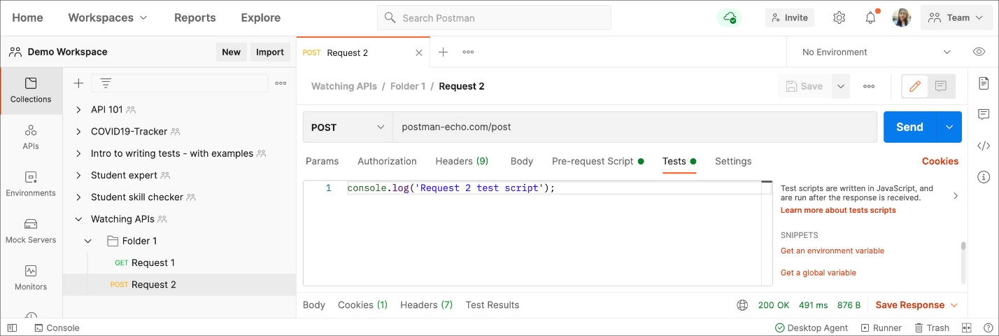 Home Workspaces Reports Explore Search Postman Invite Team
Demo Workspace New Import POST Request 2 No Environment
Watching APIs / Folder 1 / Request 2 Save
Collections
APIs
Environments
Mock Servers
Monitors
API 101
COVID19-Tracker
Intro to writing tests - with examples
Student expert
Student skill checker
Watching APIs
Folder 1
GET Request 1
POST Request 2
POST postman-echo.com/post Send
Params Authorization Headers (9) Body Pre-request Script Tests Settings Cookies
1 console.log('Request 2 test script');
Test scripts are written in JavaScript, and
are run after the response is received.
Learn more about tests scripts
SNIPPETS
Get an environment variable
Get a global variable
Body Cookies (1) Headers (7) Test Results 200 OK 491 ms 876 B Save Response
Console Desktop Agent Runner Trash